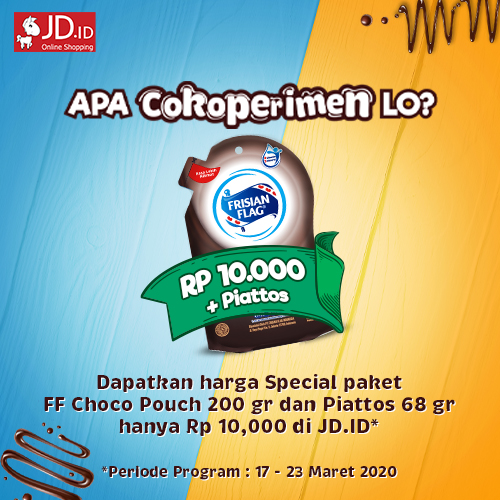 JD.ID
Online Shopping
APA Cokoperimen LO?
FRISIAN
FLAG
RP 10.000
+ Piattos
Dapatkan harga Special paket
FF Choco Pouch 200 gr dan Piattos 68 gr
hanya Rp 10,000 di JD.ID*
*Periode Program : 17 - 23 Maret 2020